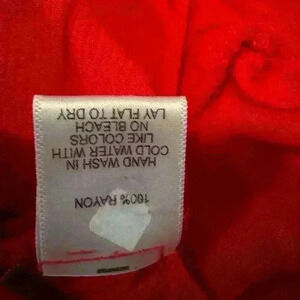 100% RAYON
HAND WASH IN
COLD WATER WITH
LIKE COLORS
NO BLEACH
LAY FLAT TO DRY